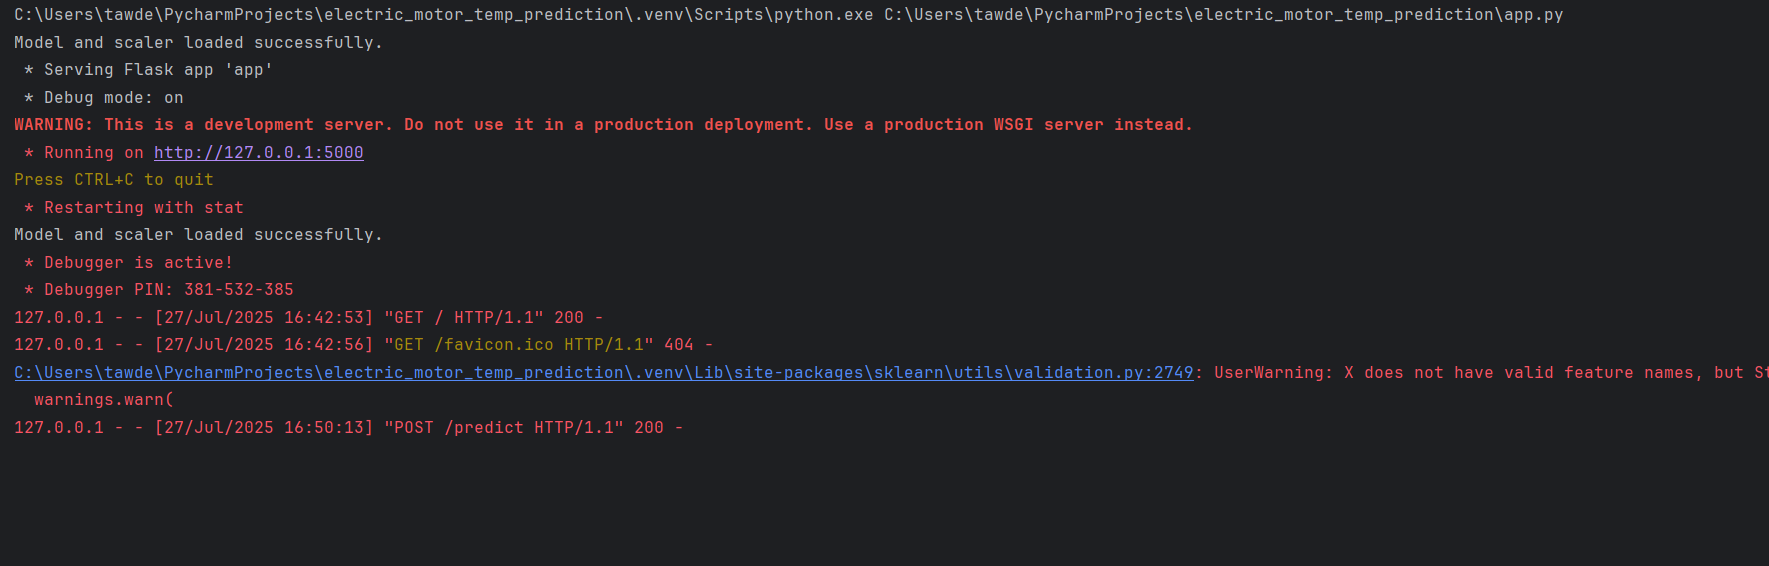 C:\Users\tawde\PycharmProjects\electric_motor_temp_prediction\.venv\Scripts\python.exe C:\Users\tawde\PycharmProjects\electric_motor_temp_prediction\app.py
Model and scaler loaded successfully.
 * Serving Flask app 'app'
 * Debug mode: on
WARNING: This is a development server. Do not use it in a production deployment. Use a production WSGI server instead.
 * Running on http://127.0.0.1:5000
Press CTRL+C to quit
 * Restarting with stat
Model and scaler loaded successfully.
 * Debugger is active!
 * Debugger PIN: 381-532-385
127.0.0.1 - - [27/Jul/2025 16:42:53] "GET / HTTP/1.1" 200 -
127.0.0.1 - - [27/Jul/2025 16:42:56] "GET /favicon.ico HTTP/1.1" 404 -
C:\Users\tawde\PycharmProjects\electric_motor_temp_prediction\.venv\Lib\site-packages\sklearn\utils\validation.py:2749: UserWarning: X does not have valid feature names, but
  warnings.warn(
127.0.0.1 - - [27/Jul/2025 16:50:13] "POST /predict HTTP/1.1" 200 -